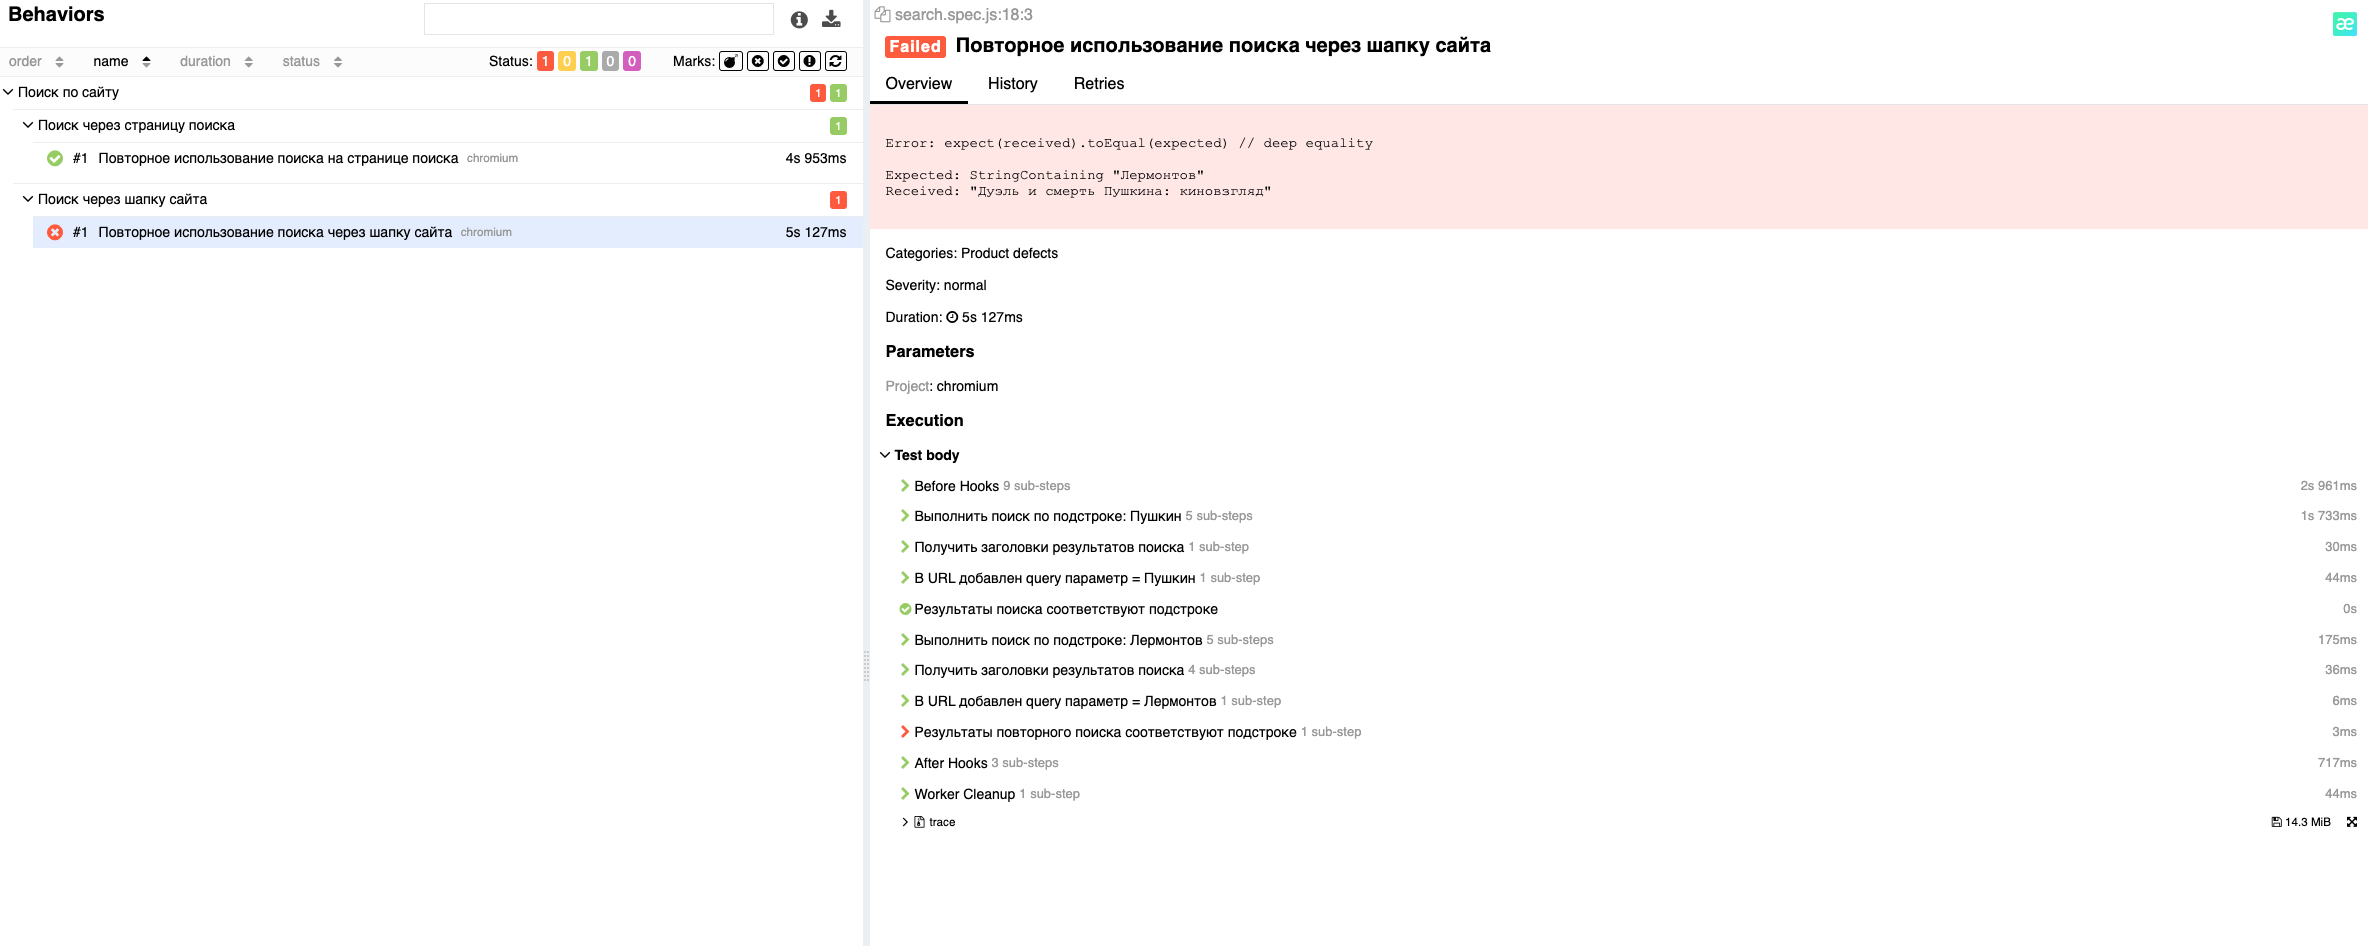 Behaviors
order name duration status Status: 1 0 1 0 0 Marks:
Поиск по сайту 1 1
Поиск через страницу поиска 1
#1 Повторное использование поиска на странице поиска chromium 4s 953ms
Поиск через шапку сайта 1
#1 Повторное использование поиска через шапку сайта chromium 5s 127ms
search.spec.js:18:3
æ
Failed Повторное использование поиска через шапку сайта
Overview History Retries
Error: expect(received).toEqual(expected) // deep equality
Expected: StringContaining "Лермонтов"
Received: "Дуэль и смерть Пушкина: киновзгляд"
Categories: Product defects
Severity: normal
Duration: 5s 127ms
Parameters
Project: chromium
Execution
Test body
Before Hooks 9 sub-steps 2s 961ms
Выполнить поиск по подстроке: Пушкин 5 sub-steps 1s 733ms
Получить заголовки результатов поиска 1 sub-step 30ms
В URL добавлен query параметр = Пушкин 1 sub-step 44ms
Результаты поиска соответствуют подстроке 0s
Выполнить поиск по подстроке: Лермонтов 5 sub-steps 175ms
Получить заголовки результатов поиска 4 sub-steps 36ms
В URL добавлен query параметр = Лермонтов 1 sub-step 6ms
Результаты повторного поиска соответствуют подстроке 1 sub-step 3ms
After Hooks 3 sub-steps 717ms
Worker Cleanup 1 sub-step 44ms
trace 14.3 MiB